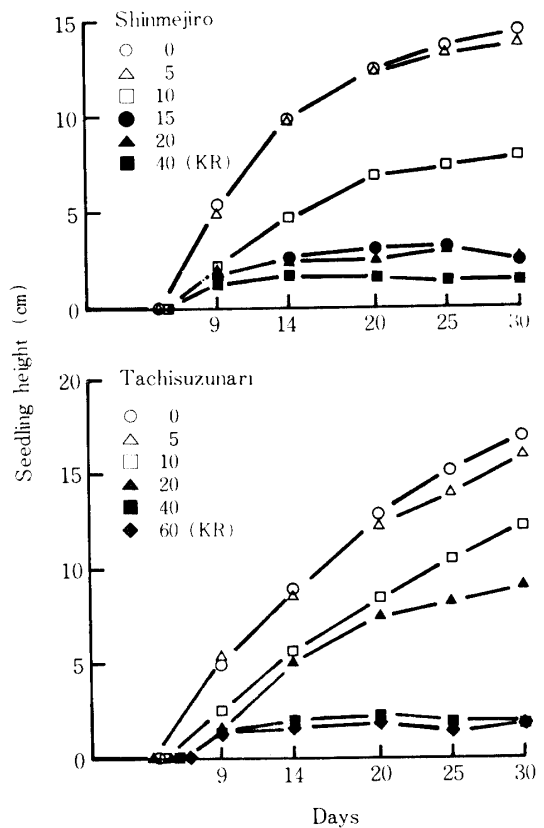 Shinmejiro
○ 0
△ 5
□ 10
● 15
▲ 20
■ 40 (KR)
15
10
5
0
9 14 20 25 30
Seedling height (cm)
Tachisuzunari
○ 0
△ 5
□ 10
▲ 20
■ 40
◆ 60 (KR)
20
15
10
5
0
9 14 20 25 30
Days